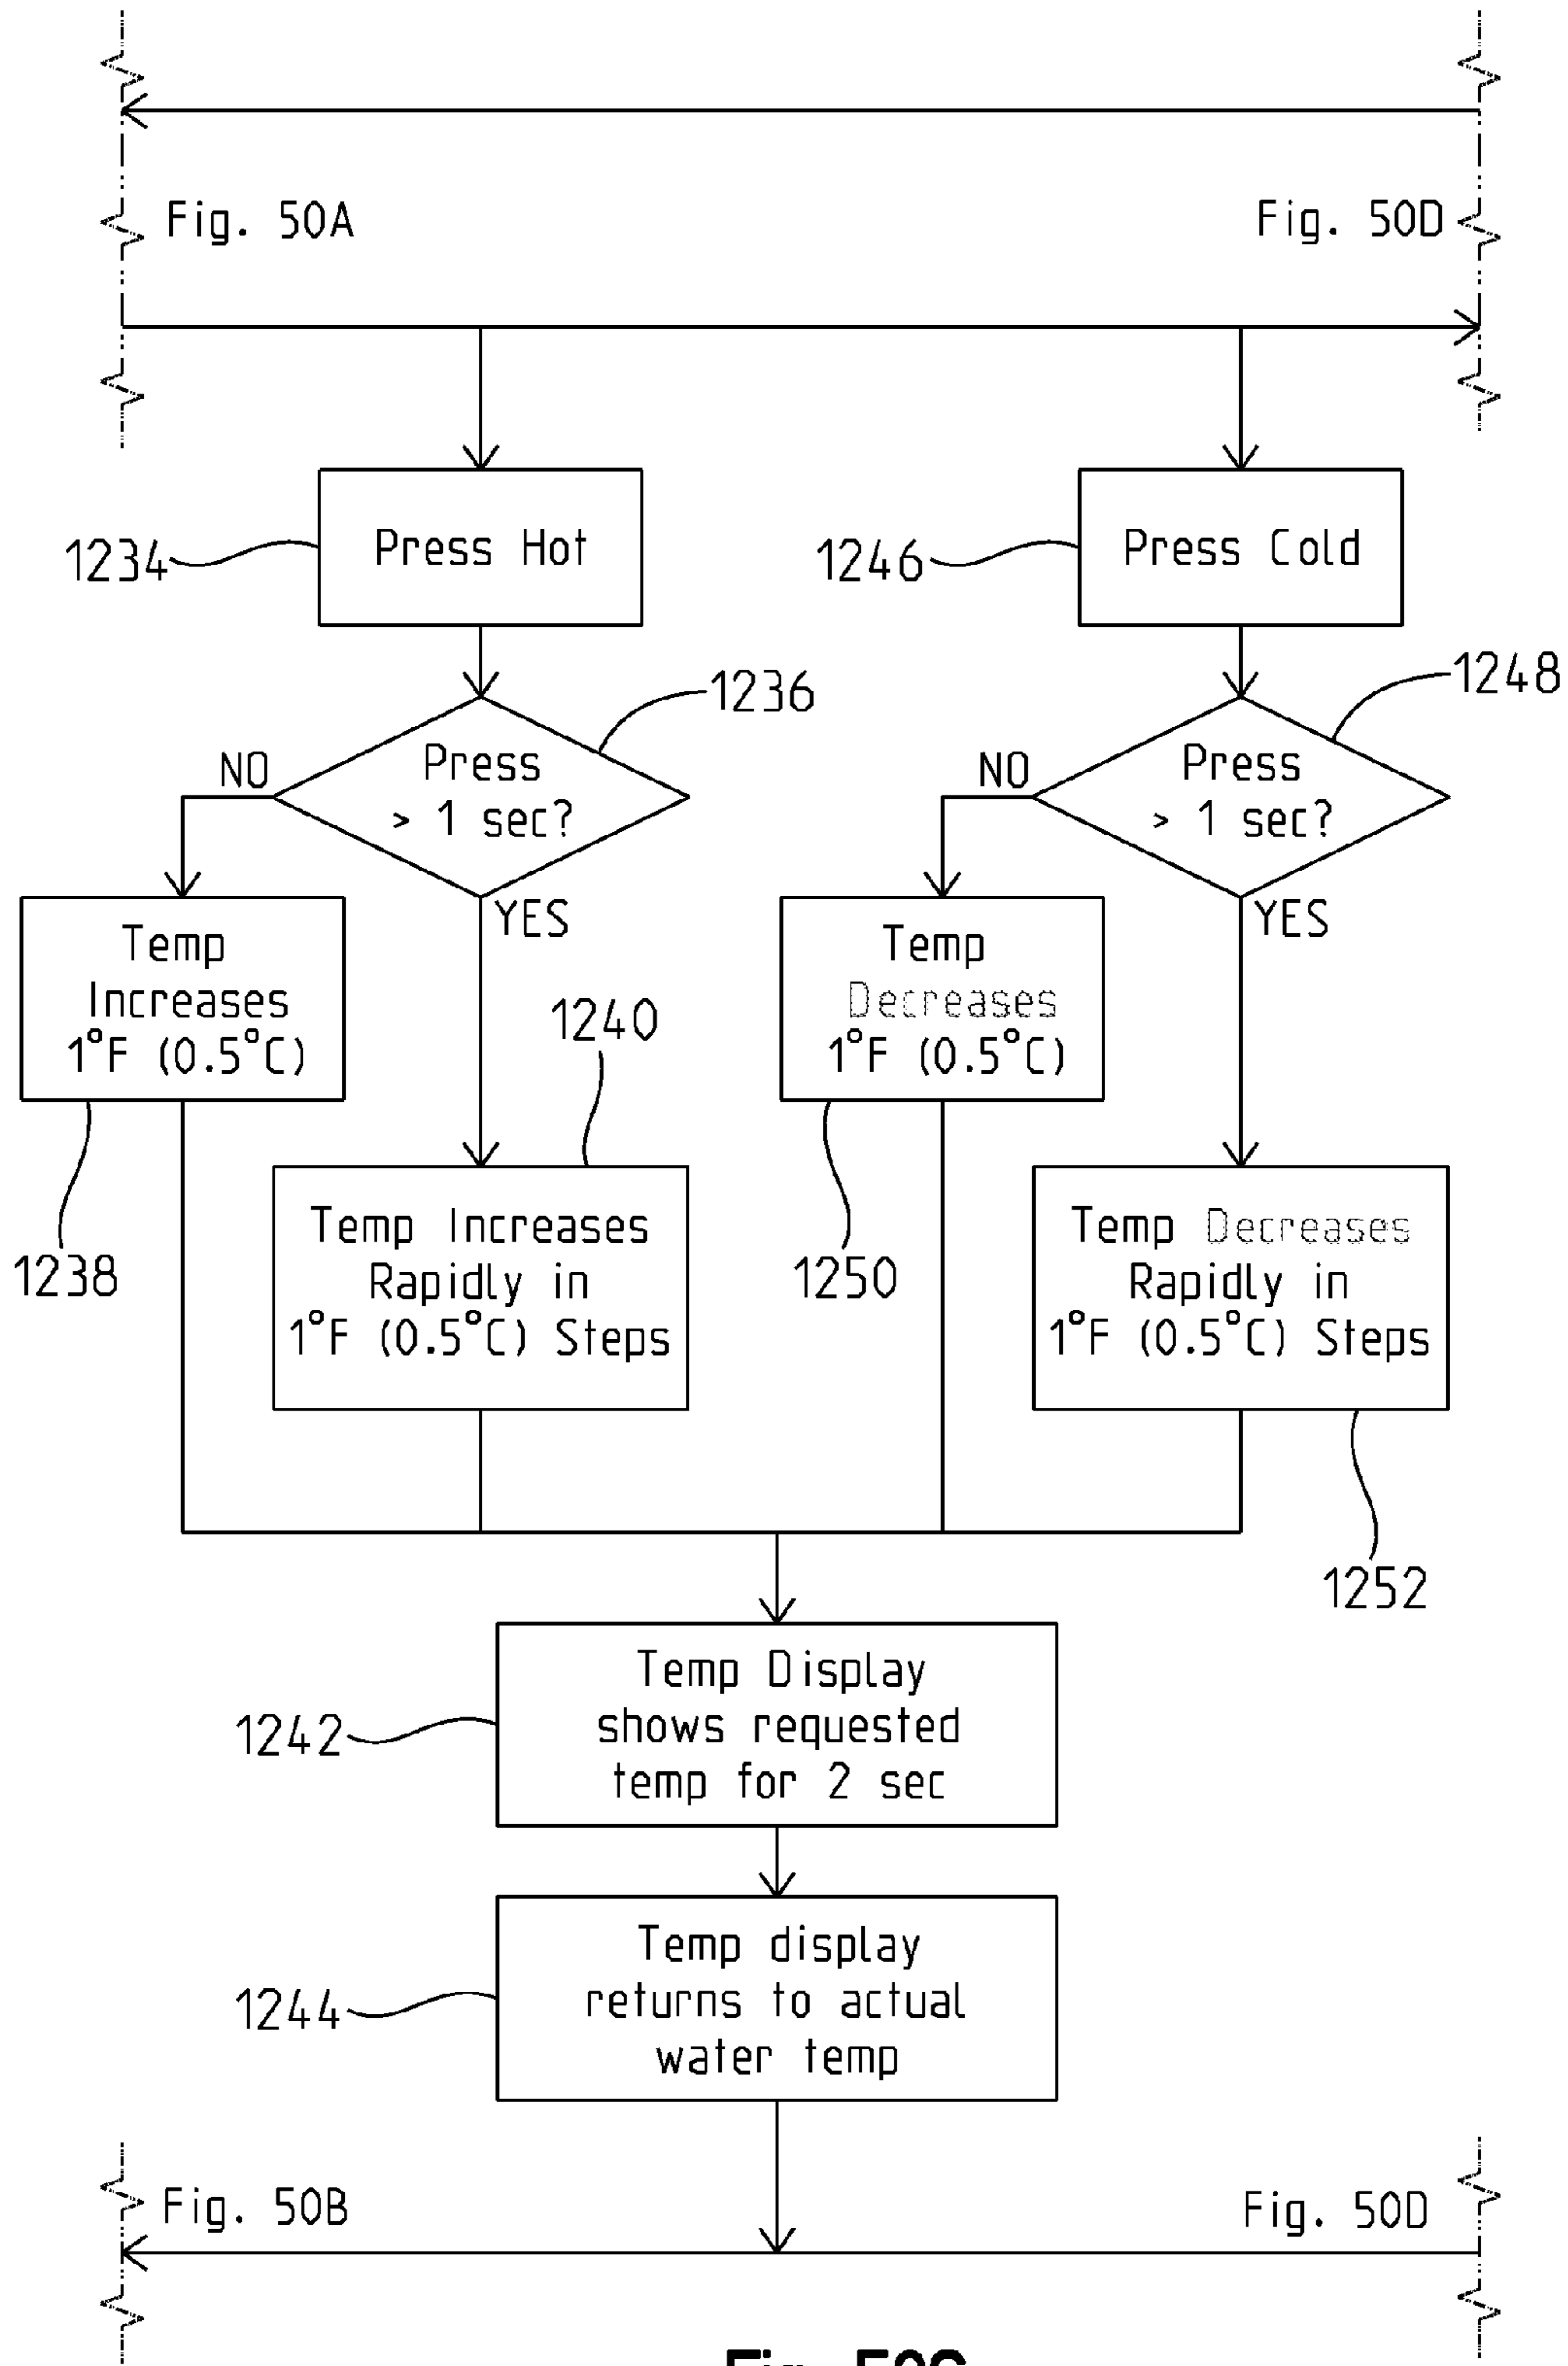 Fig. 50A
Fig. 50D
Press Hot
1234
Press Cold
1246
1236
1248
Press
> 1 sec?
NO
YES
Press
> 1 sec?
NO
YES
Temp
Increases
1°F (0.5°C)
1238
1240
Temp Increases
Rapidly in
1°F (0.5°C) Steps
Temp
Decreases
1°F (0.5°C)
1250
Temp Decreases
Rapidly in
1°F (0.5°C) Steps
1252
Temp Display
shows requested
temp for 2 sec
1242
Temp display
returns to actual
water temp
1244
Fig. 50B
Fig. 50D